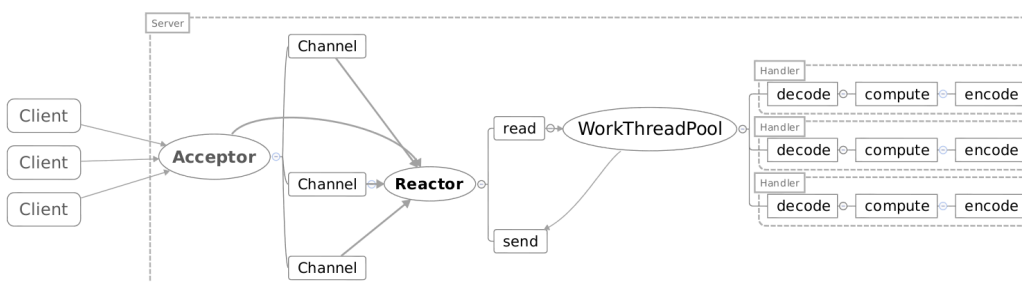 Server
Client
Client
Client
Acceptor
Channel
Channel
Channel
Reactor
read
send
WorkThreadPool
Handler
decode compute encode
Handler
decode compute encode
Handler
decode compute encode